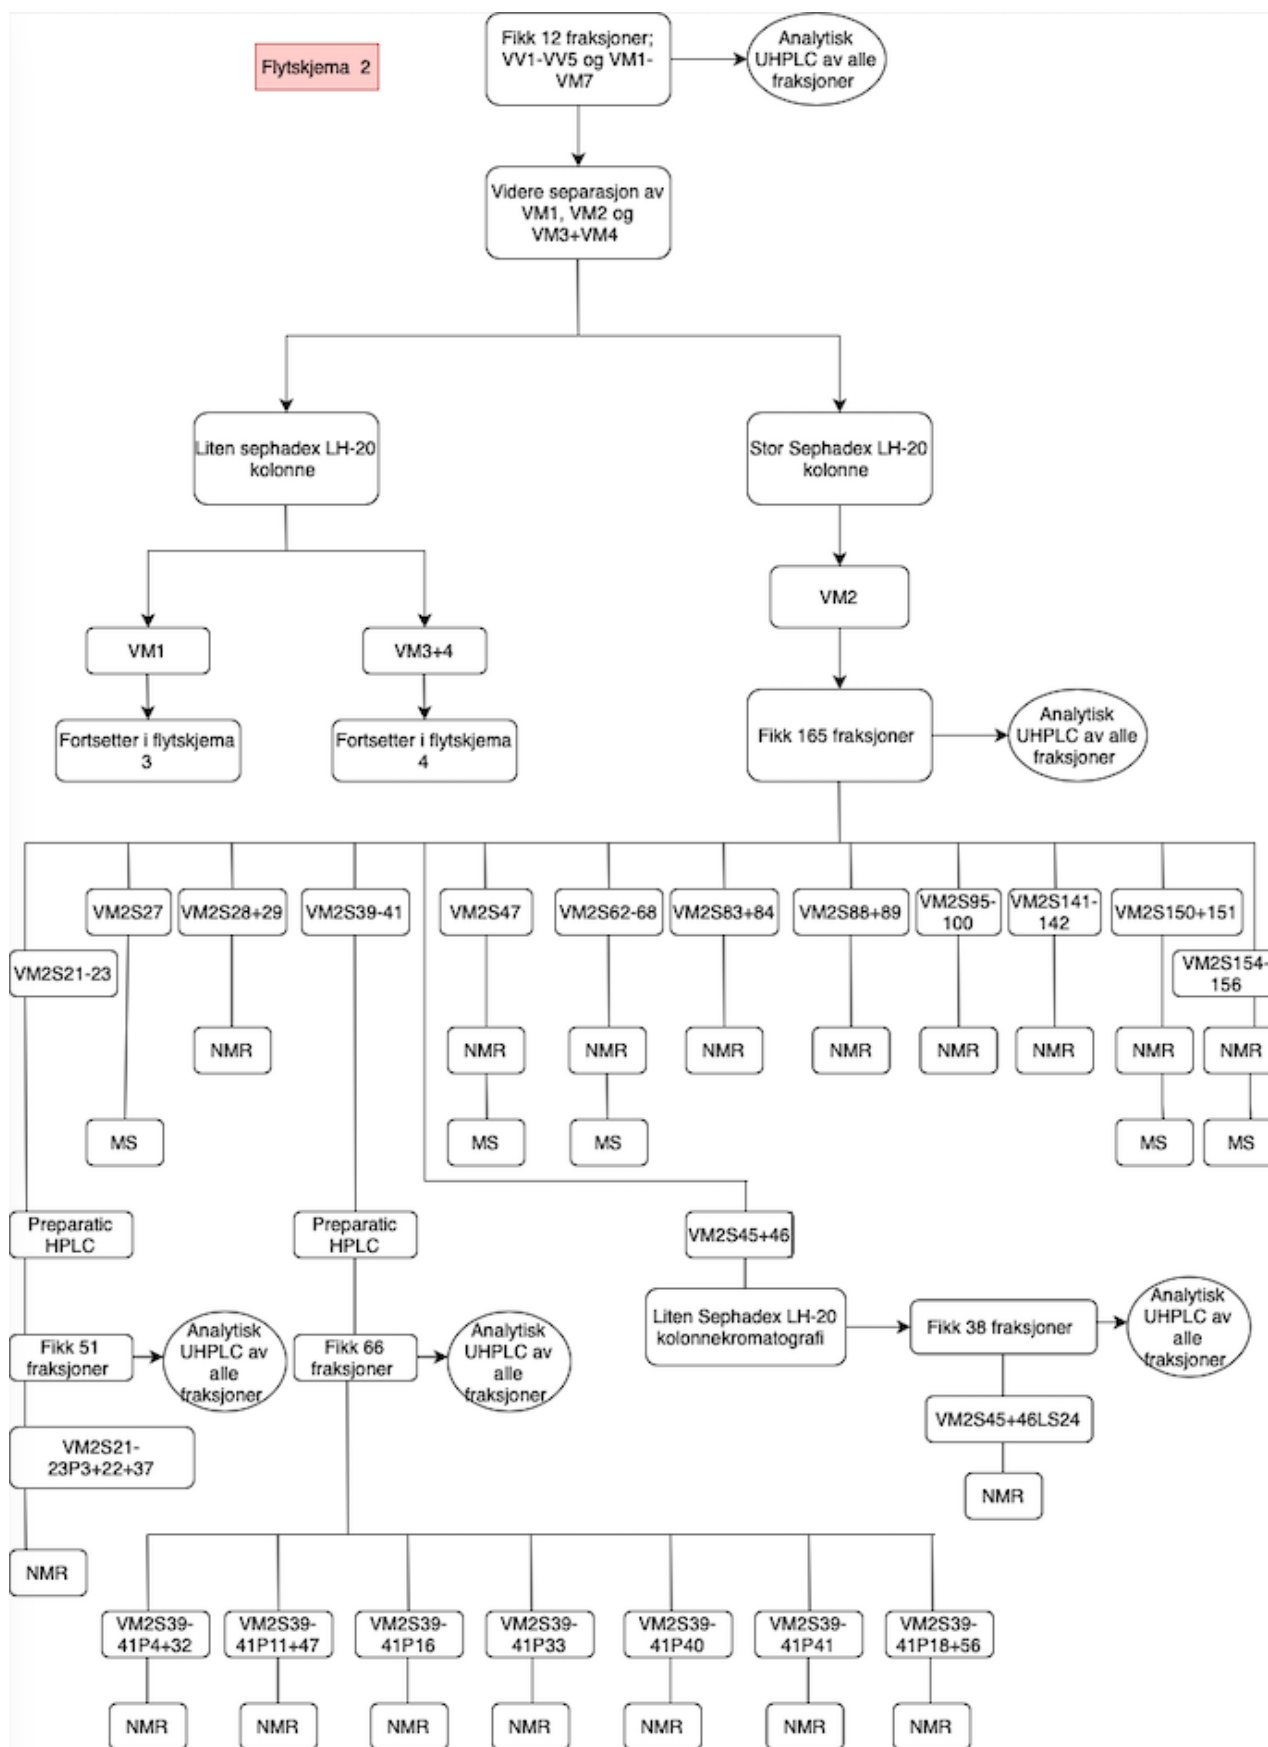 Flytskjema 2
Fikk 12 fraksjoner;
VV1-VV5 og VM1-
VM7
Analytisk
UHPLC av alle
fraksjoner
Videre separasjon av
VM1, VM2 og
VM3+VM4
Liten sephadex LH-20
kolonne
Stor Sephadex LH-20
kolonne
VM2
VM1
VM3+4
Fortsetter i flytskjema
3
Fortsetter i flytskjema
4
Fikk 165 fraksjoner
Analytisk
UHPLC av alle
fraksjoner
VM2S21-23
VM2S27
VM2S28+29
VM2S39-41
VM2S47
VM2S62-68
VM2S83+84
VM2S88+89
VM2S95-
100
VM2S141-
142
VM2S150+151
VM2S154-
156
NMR
NMR
NMR
NMR
NMR
NMR
NMR
NMR
NMR
MS
MS
MS
MS
MS
Preparatic
HPLC
Preparatic
HPLC
VM2S45+46
Liten Sephadex LH-20
kolonnekromatografi
Fikk 38 fraksjoner
Analytisk
UHPLC av
alle
fraksjoner
Fikk 51
fraksjoner
Analytisk
UHPLC av
alle
fraksjoner
Fikk 66
fraksjoner
Analytisk
UHPLC av
alle
fraksjoner
VM2S45+46LS24
NMR
VM2S21-
23P3+22+37
NMR
VM2S39-
41P4+32
VM2S39-
41P11+47
VM2S39-
41P16
VM2S39-
41P33
VM2S39-
41P40
VM2S39-
41P41
VM2S39-
41P18+56
NMR
NMR
NMR
NMR
NMR
NMR
NMR